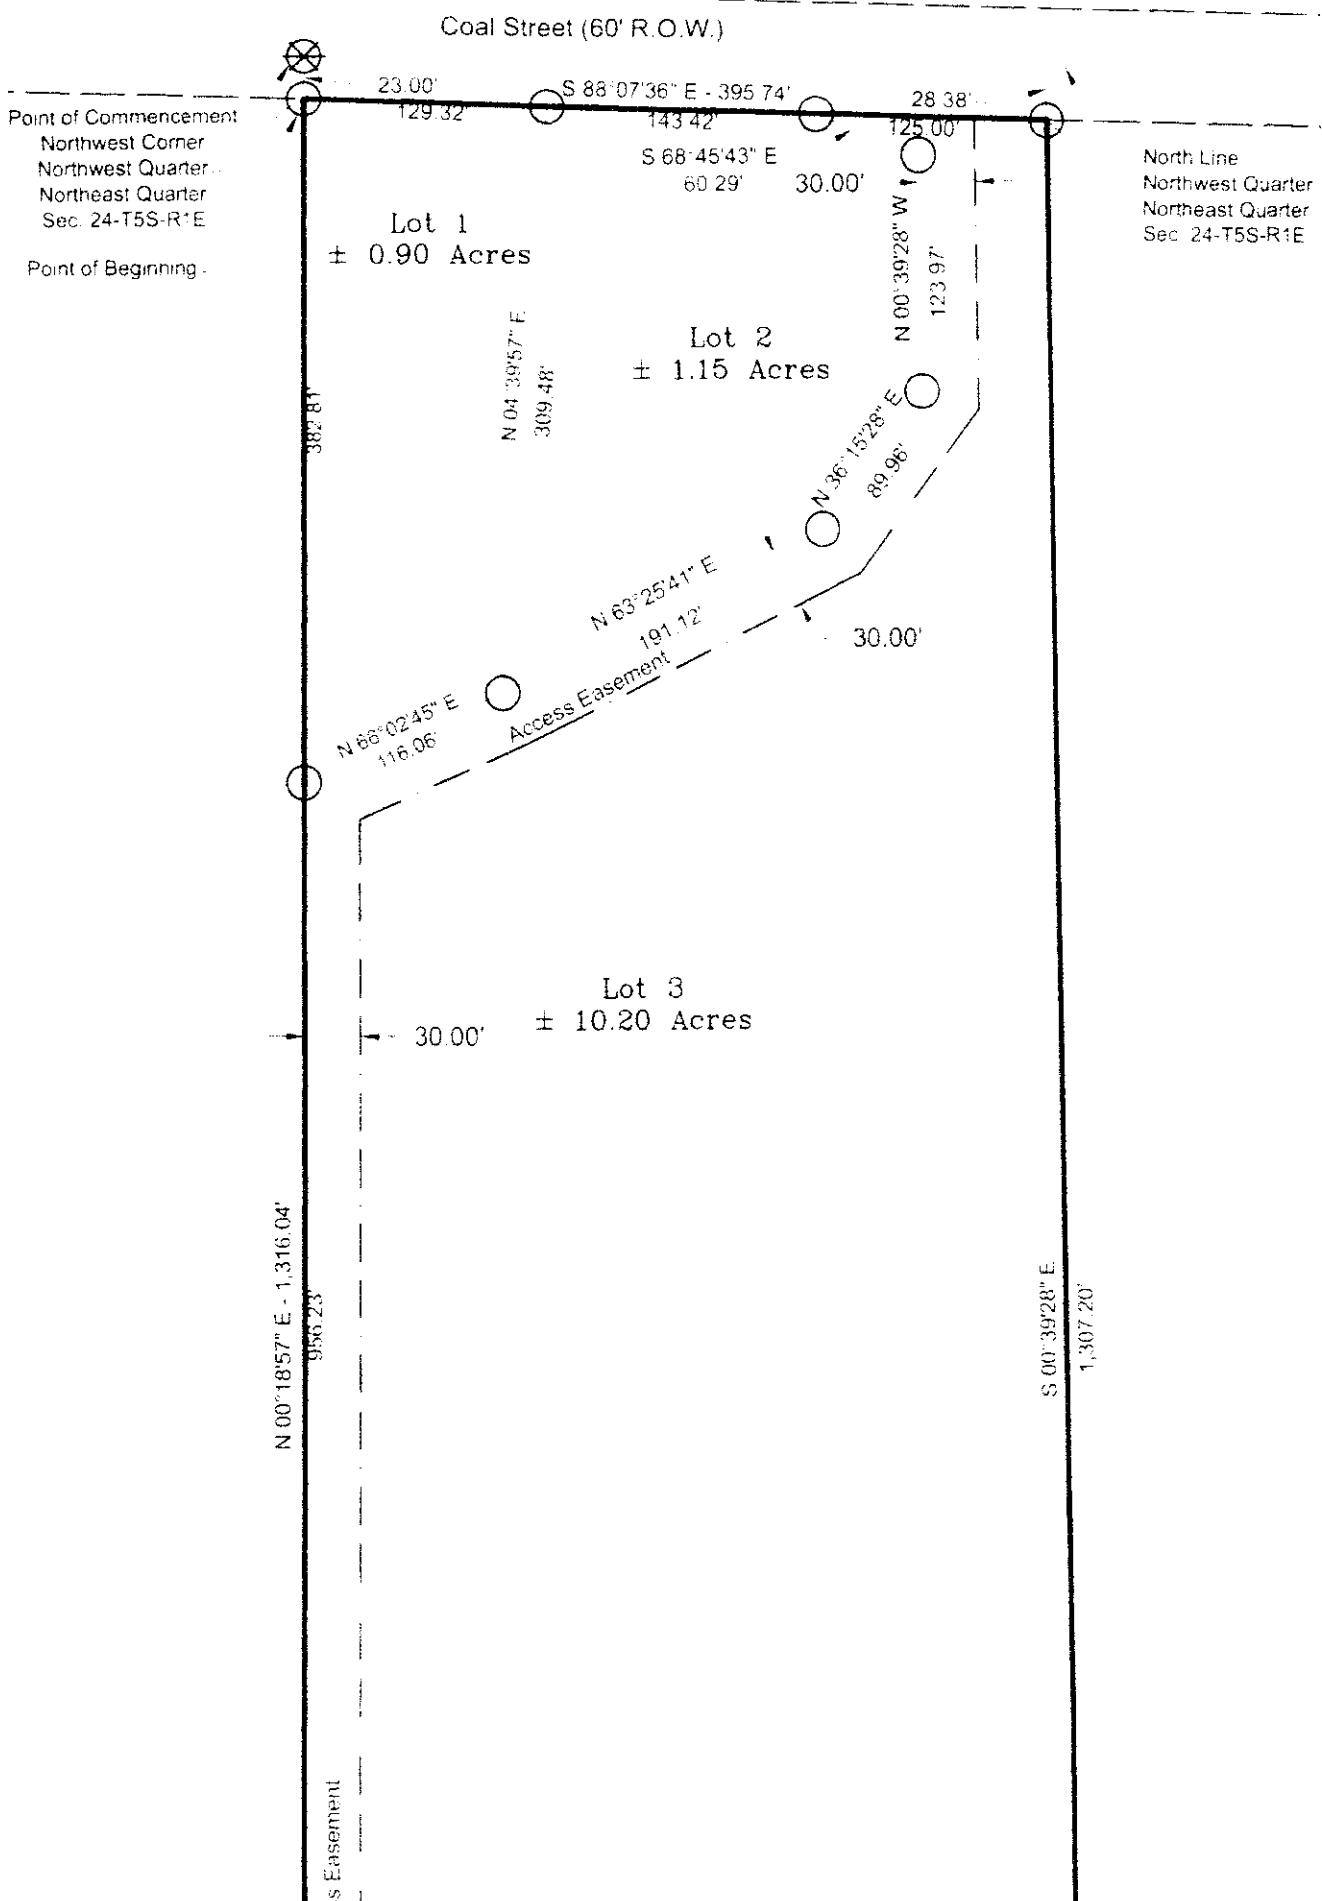 Coal Street (60' R.O.W.)
23.00'
S 88°07'36" E - 395.74'
28.38'
129.32'
143.42'
125.00'
Point of Commencement
Northwest Corner
Northwest Quarter
Northeast Quarter
Sec. 24-T5S-R1E
Point of Beginning
S 68°45'43" E
60.29'
30.00'
North Line
Northwest Quarter
Northeast Quarter
Sec. 24-T5S-R1E
Lot 1
± 0.90 Acres
N 00°39'28" W
123.97'
Lot 2
± 1.15 Acres
N 04°39'57" E
309.48'
382.81'
N 36°15'28" E
89.96'
N 63°25'41" E
191.12'
30.00'
Access Easement
N 66°02'45" E
116.06'
Lot 3
± 10.20 Acres
30.00'
N 00°18'57" E - 1,316.04'
956.23'
S 00°39'28" E
1,307.20'
s Easement